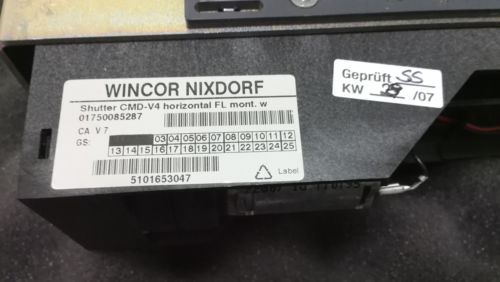 WINCOR NIXDORF
Shutter CMD-V4 horizontal FL mont. w
01750085287
CA V 7
GS: 03 04 05 06 07 08 09 10 11 12
13 14 15 16 17 18 19 20 21 22 23 24 25
5101653047
Label
Geprüft SS
KW /07